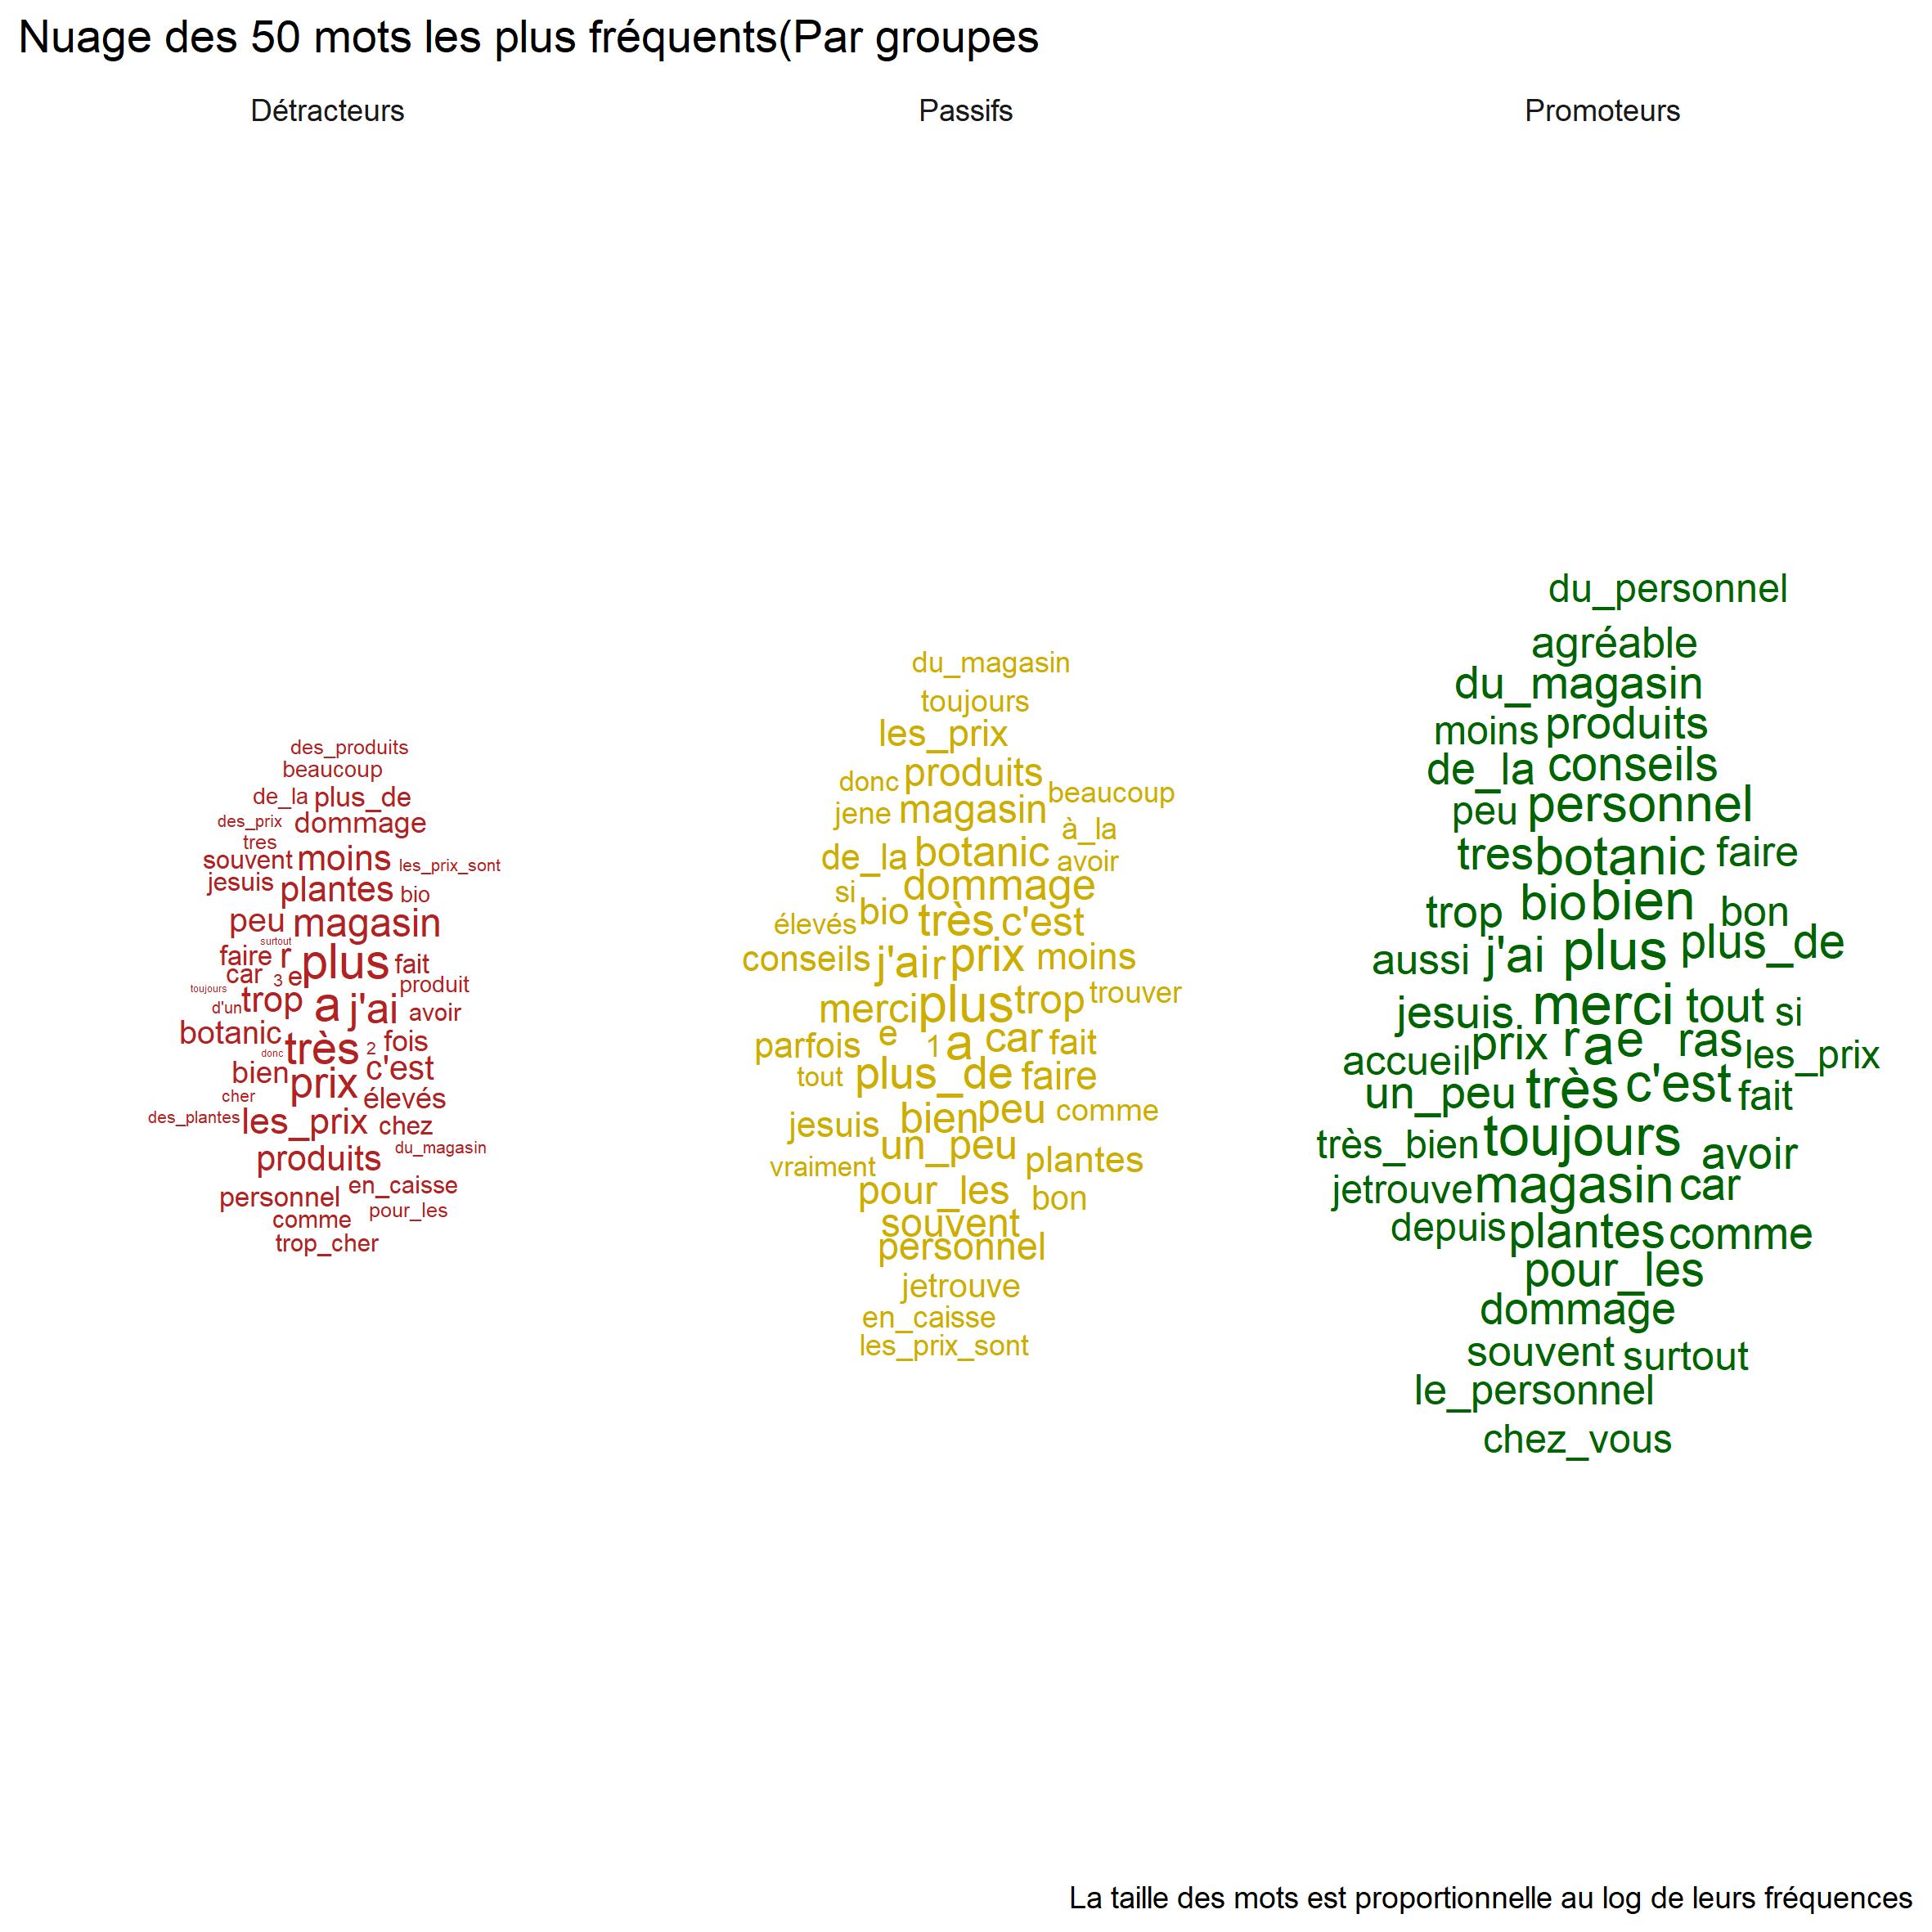 Nuage des 50 mots les plus fréquents(Par groupes
Détracteurs
Passifs
Promoteurs
des_produits
beaucoup
de_la plus_de
des_prix dommage
tres
souvent moins les_prix_sont
jesuis plantes bio
peu magasin
surtout
faire r plus fait
car 3 e produit
toujours
d'un trop a j'ai avoir
botanic très 2 fois
donc
bien prix c'est
cher élevés
des_plantes les_prix chez
produits du_magasin
personnel en_caisse
comme pour_les
trop_cher
du_magasin
toujours
les_prix
donc produits beaucoup
jene magasin à_la
de_la botanic avoir
si dommage
élevés bio très c'est
conseils j'ai r prix moins
merci plus trop trouver
parfois e 1 a car fait
tout plus_de faire
jesuis bien peu comme
vraiment un_peu plantes
pour_les bon
souvent
personnel
jetrouve
en_caisse
les_prix_sont
du_personnel
agréable
du_magasin
moins produits
de_la conseils
peu personnel
tres botanic faire
trop bio bien bon
aussi j'ai plus plus_de
jesuis merci tout si
accueil prix r a e ras les_prix
un_peu très c'est fait
très_bien toujours avoir
jetrouve magasin car
depuis plantes comme
pour_les
dommage
souvent surtout
le_personnel
chez_vous
La taille des mots est proportionnelle au log de leurs fréquences